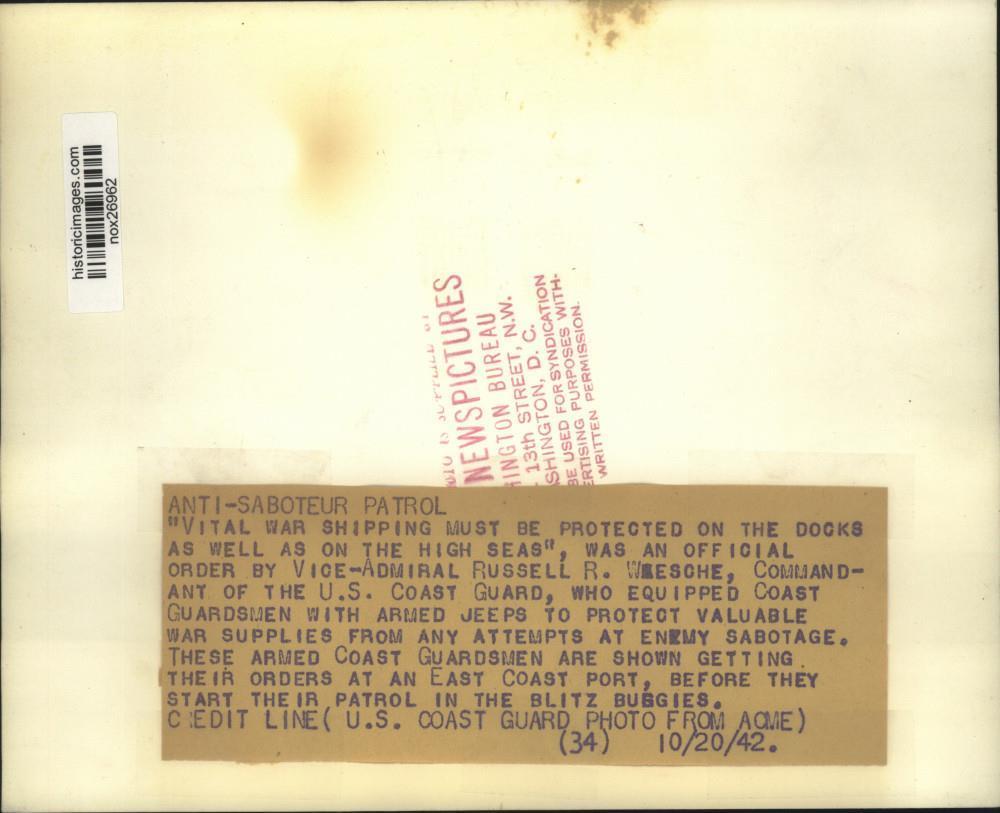 historicimages.com
nox26962
NEWSPICTURES
INGTON BUREAU
13th STREET, N.W.
SHINGTON, D. C.
BE USED FOR SYNDICATION
ERTISING PURPOSES WITH-
WRITTEN PERMISSION.
ANTI-SABOTEUR PATROL
"VITAL WAR SHIPPING MUST BE PROTECTED ON THE DOCKS
AS WELL AS ON THE HIGH SEAS", WAS AN OFFICIAL
ORDER BY VICE-ADMIRAL RUSSELL R. WAESCHE, COMMAND-
ANT OF THE U.S. COAST GUARD, WHO EQUIPPED COAST
GUARDSMEN WITH ARMED JEEPS TO PROTECT VALUABLE
WAR SUPPLIES FROM ANY ATTEMPTS AT ENEMY SABOTAGE.
THESE ARMED COAST GUARDSMEN ARE SHOWN GETTING
THEIR ORDERS AT AN EAST COAST PORT, BEFORE THEY
START THEIR PATROL IN THE BLITZ BUGGIES.
CREDIT LINE( U.S. COAST GUARD PHOTO FROM ACME)
(34) 10/20/42.